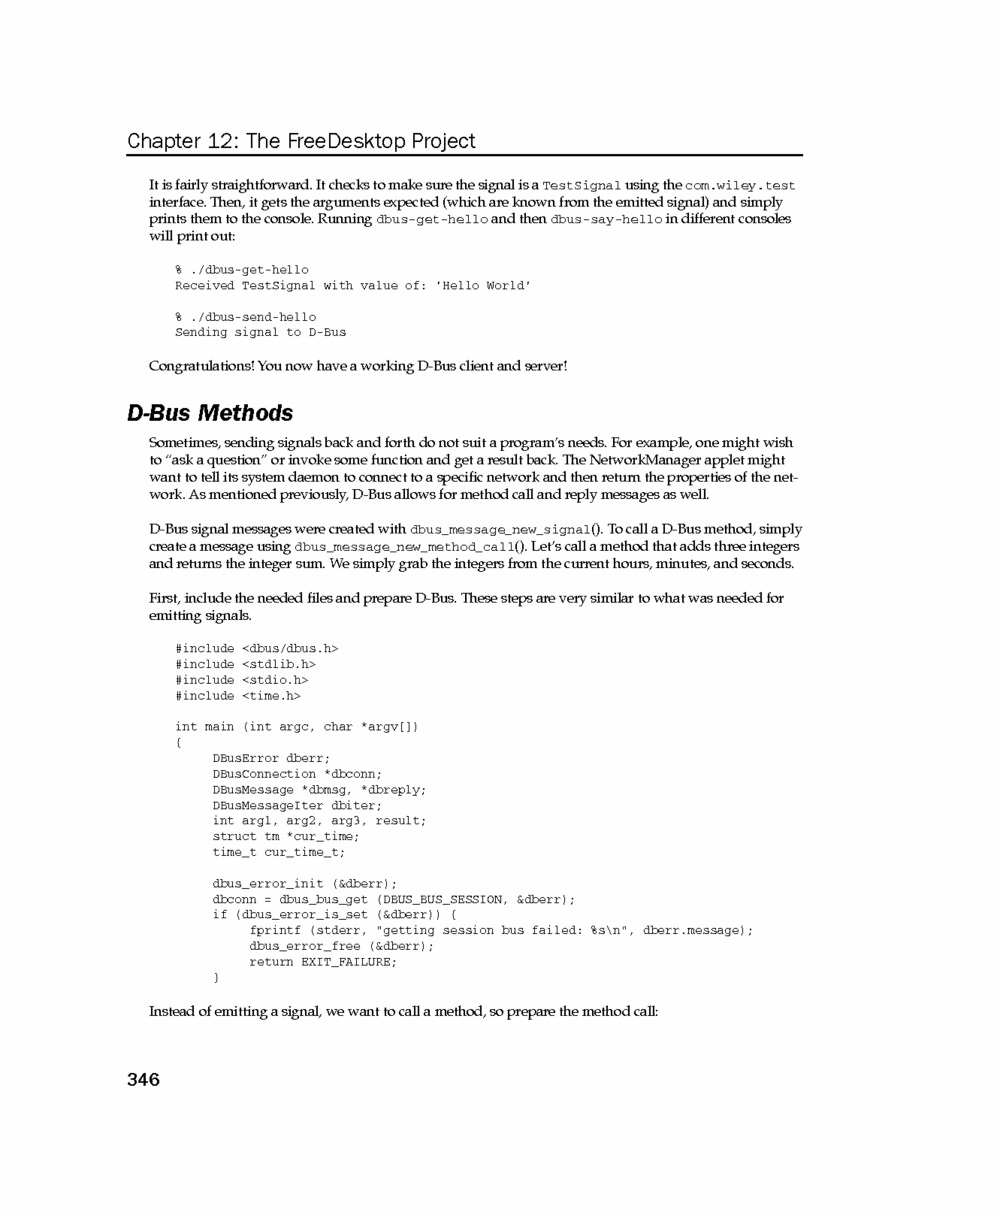 Chapter 12: The FreeDesktop Project
It is fairly straightforward. It checks to make sure the signal is a TestSignal using the com.wiley.test
interface. Then, it gets the arguments expected (which are known from the emitted signal) and simply
prints them to the console. Running dbus-get-hello and then dbus-say-hello in different consoles
will print out:
% ./dbus-get-hello
Received TestSignal with value of: 'Hello World'
% ./dbus-send-hello
Sending signal to D-Bus
Congratulations! You now have a working D-Bus client and server!
D-Bus Methods
Sometimes, sending signals back and forth do not suit a program's needs. For example, one might wish
to "ask a question" or invoke some function and get a result back. The NetworkManager applet might
want to tell its system daemon to connect to a specific network and then return the properties of the net-
work. As mentioned previously, D-Bus allows for method call and reply messages as well.
D-Bus signal messages were created with dbus_message_new_signal(). To call a D-Bus method, simply
create a message using dbus_message_new_method_call(). Let's call a method that adds three integers
and returns the integer sum. We simply grab the integers from the current hours, minutes, and seconds.
First, include the needed files and prepare D-Bus. These steps are very similar to what was needed for
emitting signals.
#include <dbus/dbus.h>
#include <stdlib.h>
#include <stdio.h>
#include <time.h>
int main (int argc, char *argv[])
{
DBusError dberr;
DBusConnection *dbconn;
DBusMessage *dbmsg, *dbreply;
DBusMessageIter dbiter;
int arg1, arg2, arg3, result;
struct tm *cur_time;
time_t cur_time_t;
dbus_error_init (&dberr);
dbconn = dbus_bus_get (DBUS_BUS_SESSION, &dberr);
if (dbus_error_is_set (&dberr)) {
fprintf (stderr, "getting session bus failed: %s\n", dberr.message);
dbus_error_free (&dberr);
return EXIT_FAILURE;
}
Instead of emitting a signal, we want to call a method, so prepare the method call:
346